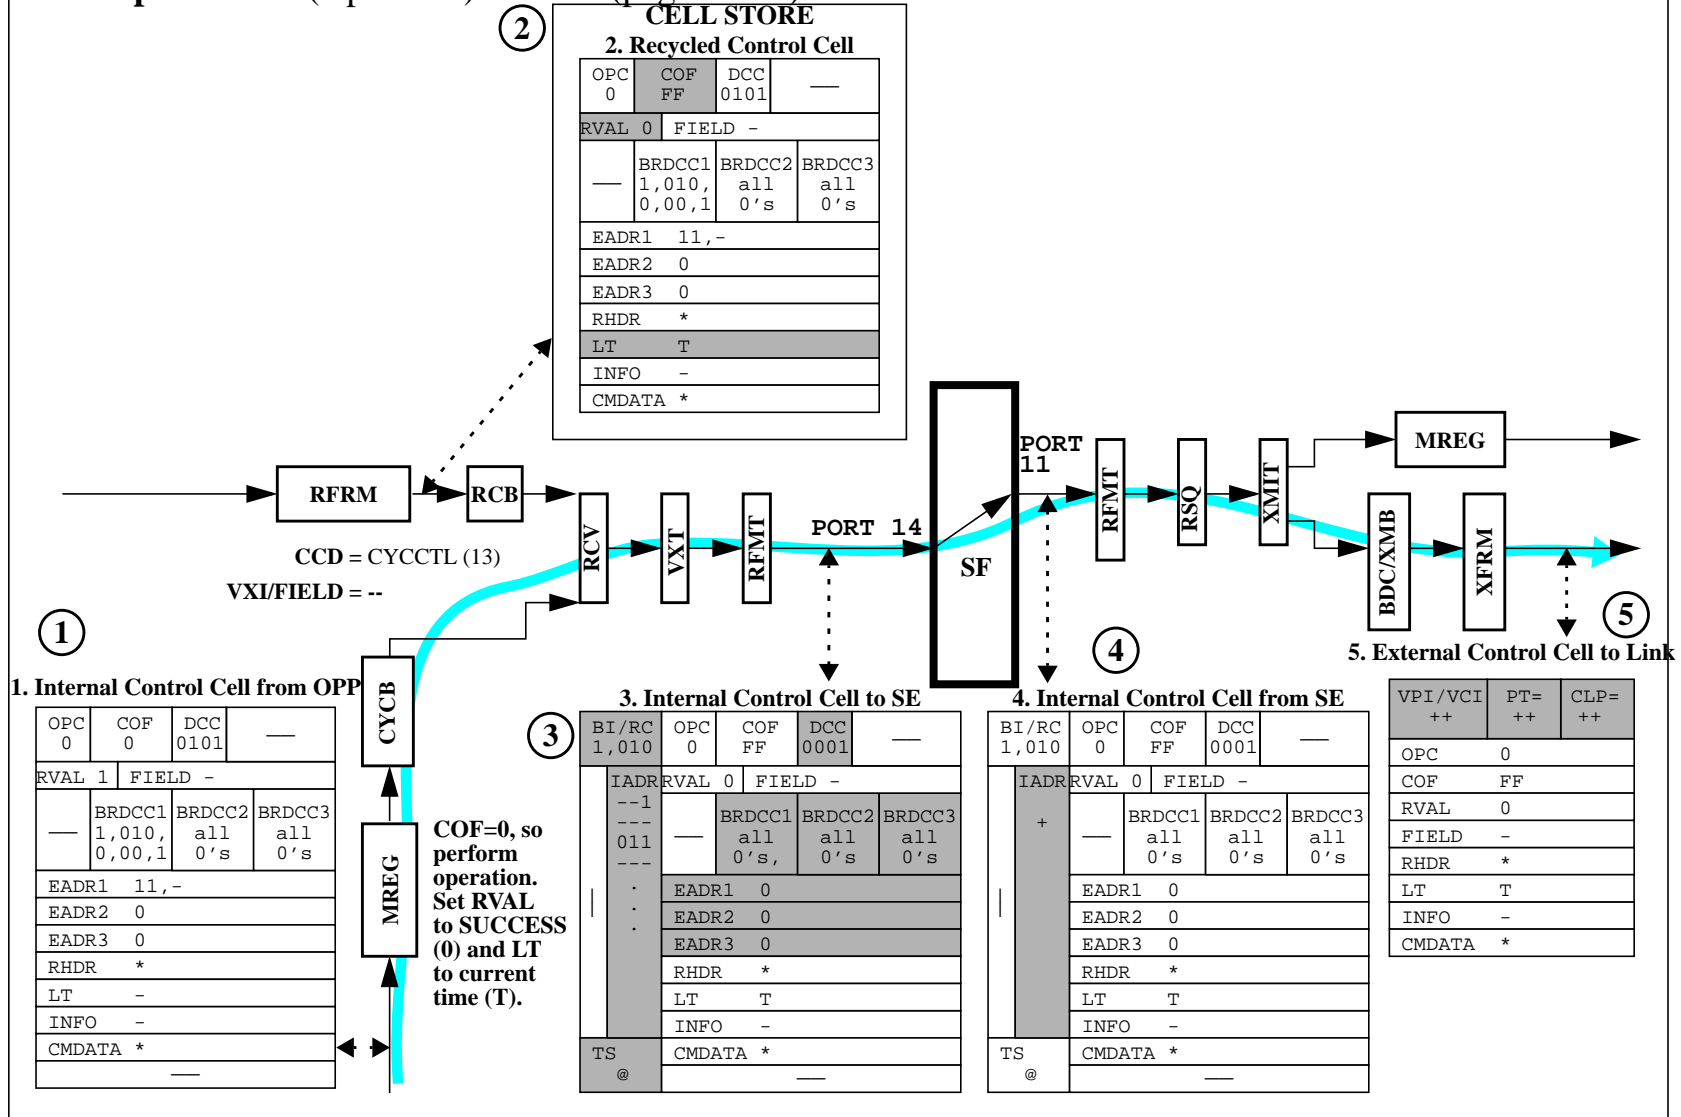 CELL STORE
2
2. Recycled Control Cell
OPC COF DCC —
0 FF 0101
RVAL 0 FIELD -
BRDCC1 BRDCC2 BRDCC3
— 1,010, all all
0,00,1 0's 0's
EADR1 11,-
EADR2 0
EADR3 0
RHDR *
LT T
INFO -
CMDATA *
RFRM
RCB
RCV
VXT
RFMT
PORT 14
SF
PORT
11
RFMT
RSQ
XMIT
MREG
BDC/XMB
XFRM
CCD = CYCCTL (13)
VXI/FIELD = --
1
1. Internal Control Cell from OPP
OPC COF DCC —
0 0 0101
RVAL 1 FIELD -
BRDCC1 BRDCC2 BRDCC3
— 1,010, all all
0,00,1 0's 0's
EADR1 11,-
EADR2 0
EADR3 0
RHDR *
LT -
INFO -
CMDATA *
—
CYCB
MREG
COF=0, so
perform
operation.
Set RVAL
to SUCCESS
(0) and LT
to current
time (T).
3
3. Internal Control Cell to SE
BI/RC OPC COF DCC —
1,010 0 FF 0001
IADR RVAL 0 FIELD -
--1
---
011
---
.
.
.
|
BRDCC1 BRDCC2 BRDCC3
— all all all
0's, 0's 0's
EADR1 0
EADR2 0
EADR3 0
RHDR *
LT T
INFO -
TS CMDATA *
@ —
4
4. Internal Control Cell from SE
BI/RC OPC COF DCC —
1,010 0 FF 0001
IADR RVAL 0 FIELD -
+
|
BRDCC1 BRDCC2 BRDCC3
— all all all
0's 0's 0's
EADR1 0
EADR2 0
EADR3 0
RHDR *
LT T
INFO -
TS CMDATA *
@ —
5
5. External Control Cell to Link
VPI/VCI PT= CLP=
++ ++ ++
OPC 0
COF FF
RVAL 0
FIELD -
RHDR *
LT T
INFO -
CMDATA *